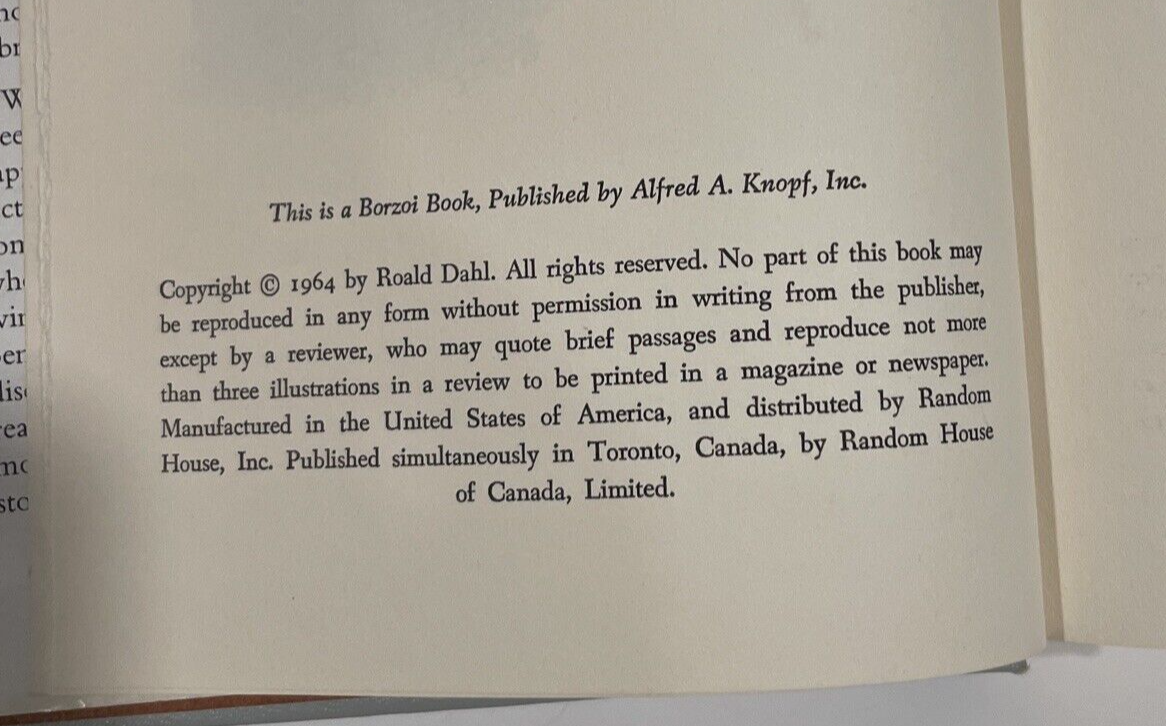 This is a Borzoi Book, Published by Alfred A. Knopf, Inc.
Copyright © 1964 by Roald Dahl. All rights reserved. No part of this book may
be reproduced in any form without permission in writing from the publisher,
except by a reviewer, who may quote brief passages and reproduce not more
than three illustrations in a review to be printed in a magazine or newspaper.
Manufactured in the United States of America, and distributed by Random
House, Inc. Published simultaneously in Toronto, Canada, by Random House
of Canada, Limited.